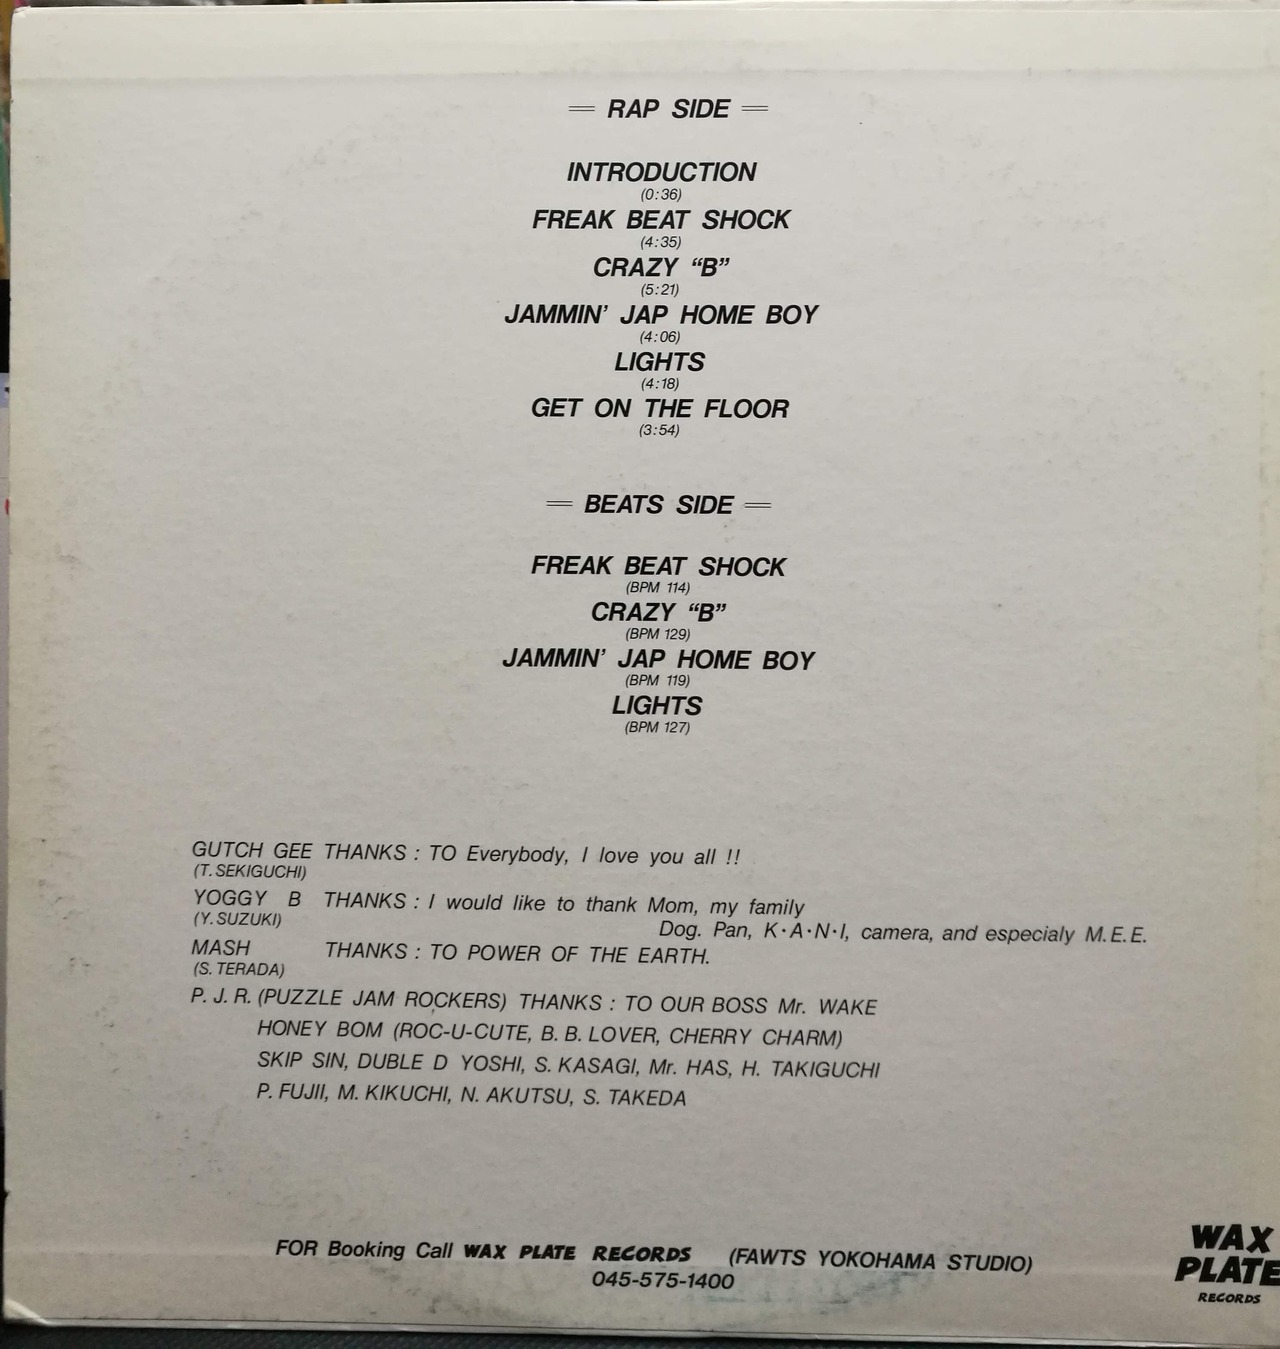 RAP SIDE
INTRODUCTION
(0:36)
FREAK BEAT SHOCK
(4:35)
CRAZY “B”
(5:21)
JAMMIN’ JAP HOME BOY
(4:06)
LIGHTS
(4:18)
GET ON THE FLOOR
(3:54)
BEATS SIDE
FREAK BEAT SHOCK
(BPM 114)
CRAZY “B”
(BPM 129)
JAMMIN’ JAP HOME BOY
(BPM 119)
LIGHTS
(BPM 127)
GUTCH GEE THANKS : TO Everybody, I love you all !!
(T. SEKIGUCHI)
YOGGY B THANKS : I would like to thank Mom, my family
(Y. SUZUKI) Dog. Pan, K·A·N·I, camera, and especialy M.E.E.
MASH THANKS : TO POWER OF THE EARTH.
(S. TERADA)
P. J. R. (PUZZLE JAM ROCKERS) THANKS : TO OUR BOSS Mr. WAKE
HONEY BOM (ROC-U-CUTE, B. B. LOVER, CHERRY CHARM)
SKIP SIN, DUBLE D YOSHI, S. KASAGI, Mr. HAS, H. TAKIGUCHI
P. FUJII, M. KIKUCHI, N. AKUTSU, S. TAKEDA
FOR Booking Call WAX PLATE RECORDS (FAWTS YOKOHAMA STUDIO)
045-575-1400
WAX
PLATE
RECORDS